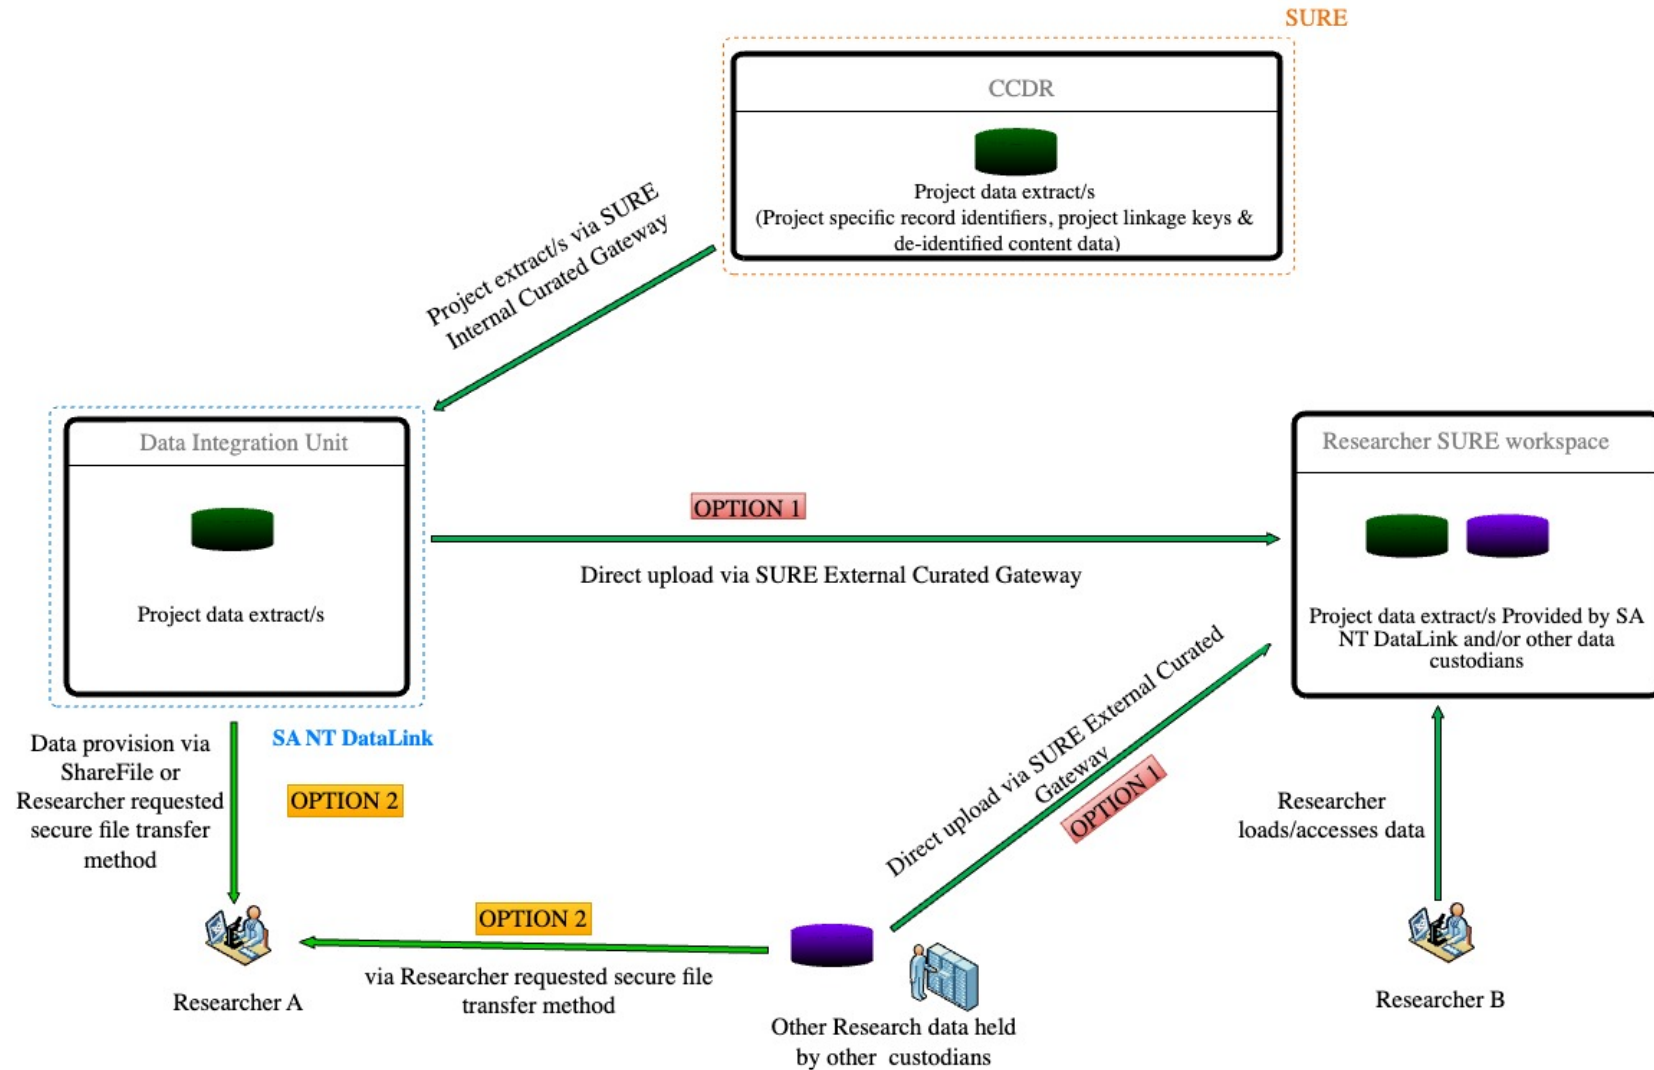 SURE
CCDR
Project data extract/s
(Project specific record identifiers, project linkage keys &
de-identified content data)
Project extract/s via SURE
Internal Curated Gateway
Data Integration Unit
Project data extract/s
SA NT DataLink
OPTION 1
Direct upload via SURE External Curated Gateway
Researcher SURE workspace
Project data extract/s Provided by SA
NT DataLink and/or other data
custodians
Data provision via
ShareFile or
Researcher requested
secure file transfer
method
OPTION 2
Researcher A
OPTION 2
via Researcher requested secure file
transfer method
Direct upload via SURE External Curated
Gateway
OPTION 1
Other Research data held
by other custodians
Researcher
loads/accesses data
Researcher B